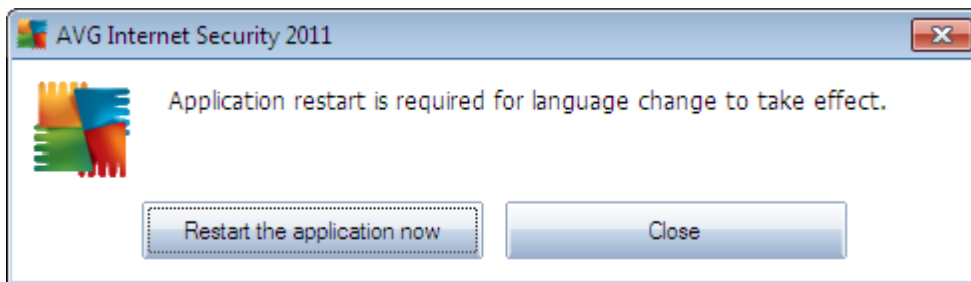 AVG Internet Security 2011
Application restart is required for language change to take effect.
Restart the application now
Close